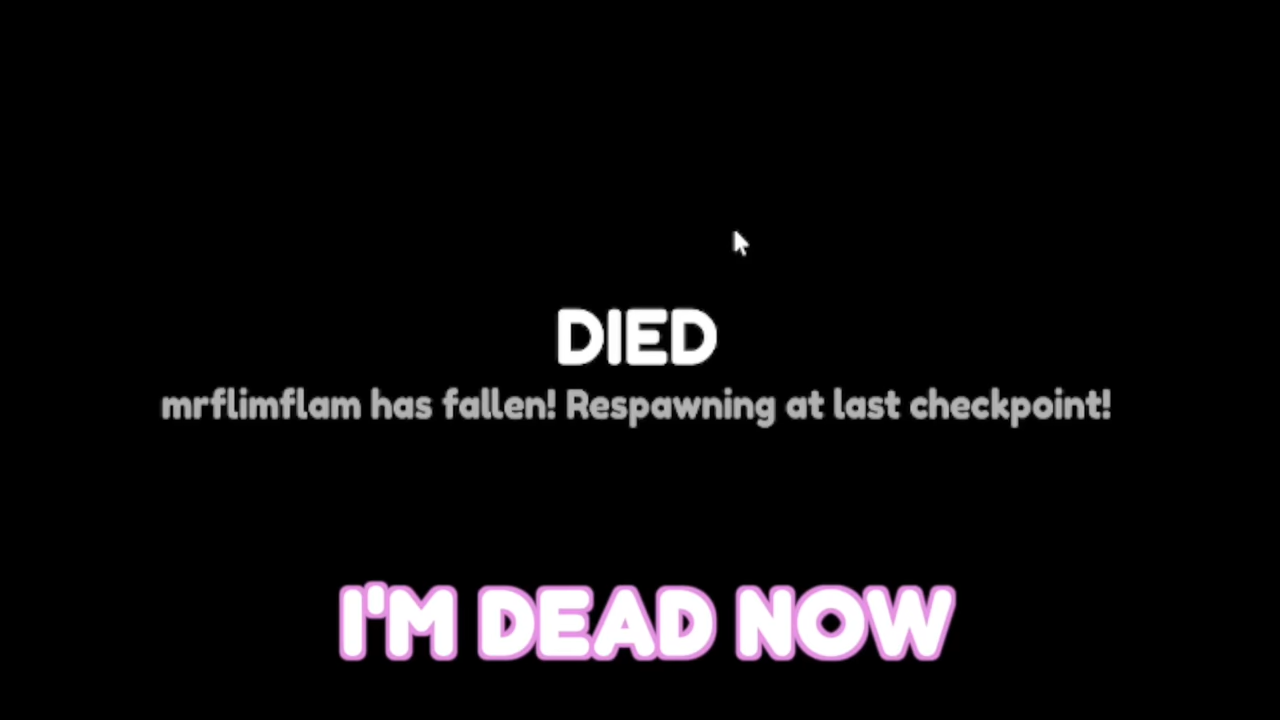 DIED
mrflimflam has fallen! Respawning at last checkpoint!
I'M DEAD NOW